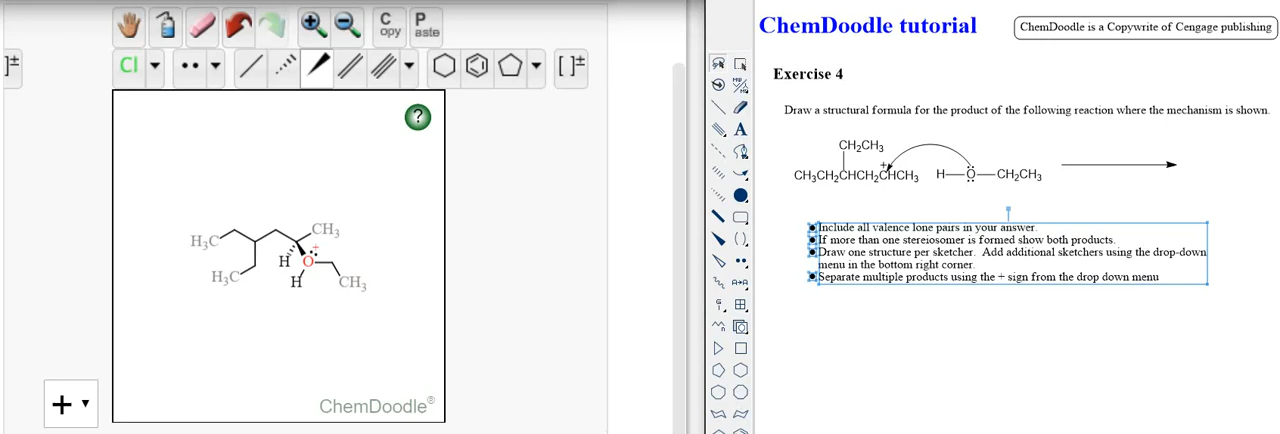 C
opy
P
aste
]±
Cl
[ ]±
?
H₃C
CH₃
+
H
O
H₃C
H
CH₃
+
ChemDoodle®
ChemDoodle tutorial
ChemDoodle is a Copywrite of Cengage publishing
Exercise 4
Draw a structural formula for the product of the following reaction where the mechanism is shown.
CH₂CH₃
+
CH₃CH₂CHCH₂CHCH₃ H—O—CH₂CH₃
•Include all valence lone pairs in your answer.
•If more than one stereiosomer is formed show both products.
•Draw one structure per sketcher. Add additional sketchers using the drop-down
menu in the bottom right corner.
•Separate multiple products using the + sign from the drop down menu
A